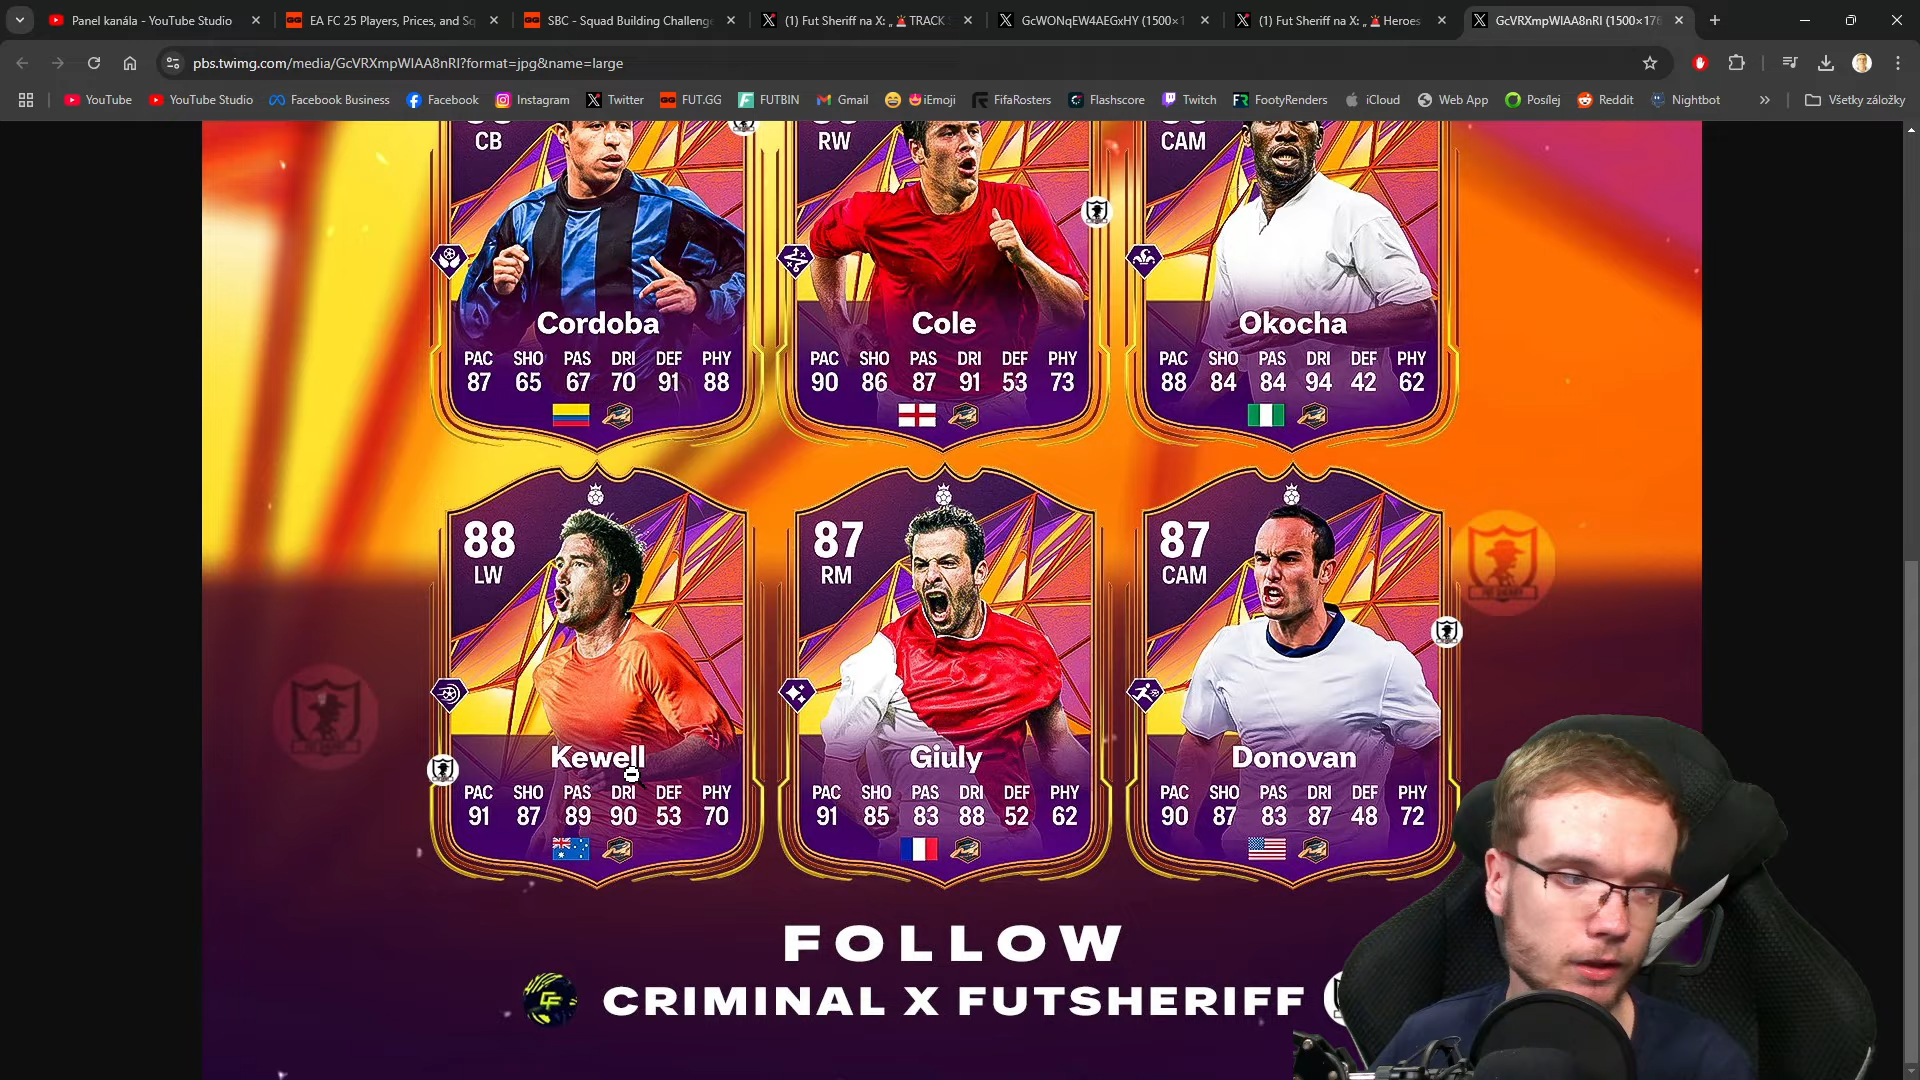 Panel kanála - YouTube Studio
EA FC 25 Players, Prices, and Sq
SBC - Squad Building Challenge
(1) Fut Sheriff na X: „🚨TRACK
GcWONqEW4AEGxHY (1500×1
(1) Fut Sheriff na X: „🚨Heroes
GcVRXmpWIAA8nRI (1500×176
pbs.twimg.com/media/GcVRXmpWIAA8nRI?format=jpg&name=large
YouTube
YouTube Studio
Facebook Business
Facebook
Instagram
Twitter
FUT.GG
FUTBIN
Gmail
iEmoji
FifaRosters
Flashscore
Twitch
FootyRenders
iCloud
Web App
Posílej
Reddit
Nightbot
Všetky záložky
CB
RW
CAM
Cordoba
PAC SHO PAS DRI DEF PHY
87 65 67 70 91 88
Cole
PAC SHO PAS DRI DEF PHY
90 86 87 91 53 73
Okocha
PAC SHO PAS DRI DEF PHY
88 84 84 94 42 62
88
LW
Kewell
PAC SHO PAS DRI DEF PHY
91 87 89 90 53 70
87
RM
Giuly
PAC SHO PAS DRI DEF PHY
91 85 83 88 52 62
87
CAM
Donovan
PAC SHO PAS DRI DEF PHY
90 87 83 87 48 72
FOLLOW
CRIMINAL X FUTSHERIFF